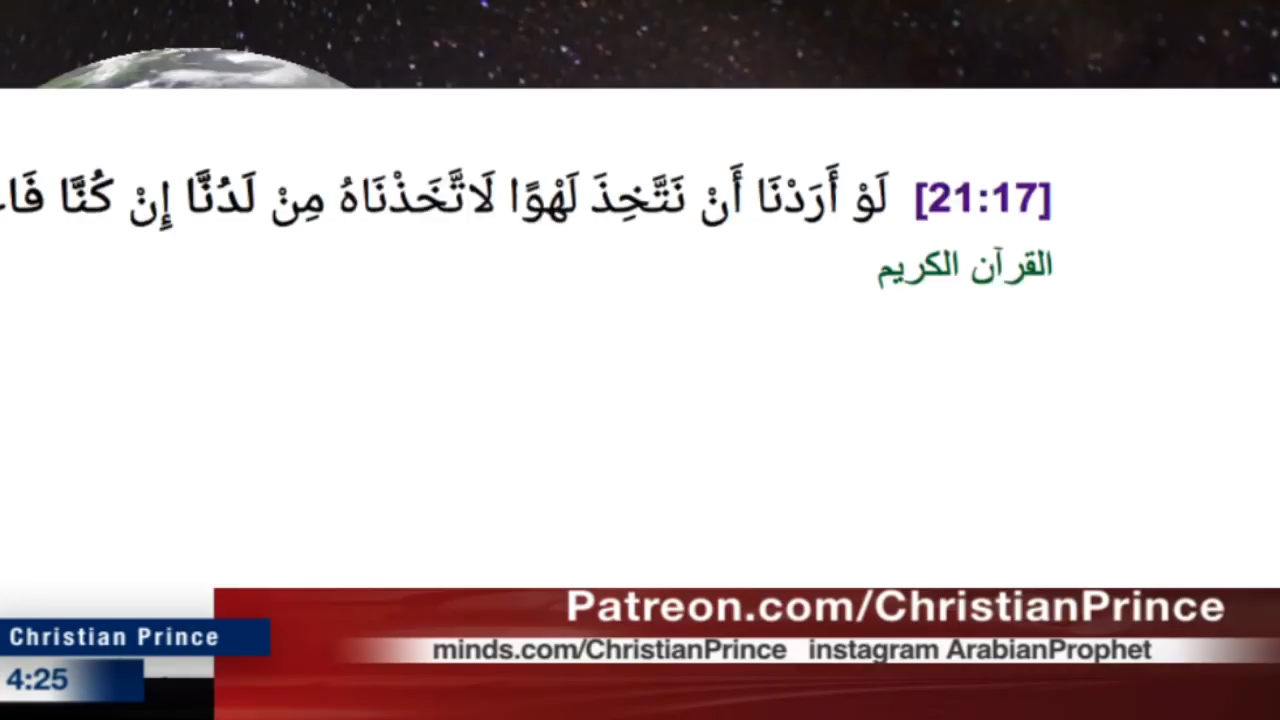 [21:17] لَوْ أَرَدْنَا أَنْ نَتَّخِذَ لَهْوًا لَاتَّخَذْنَاهُ مِنْ لَدُنَّا إِنْ كُنَّا
القرآن الكريم
Patreon.com/ChristianPrince
Christian Prince
minds.com/ChristianPrince instagram ArabianProphet
4:25